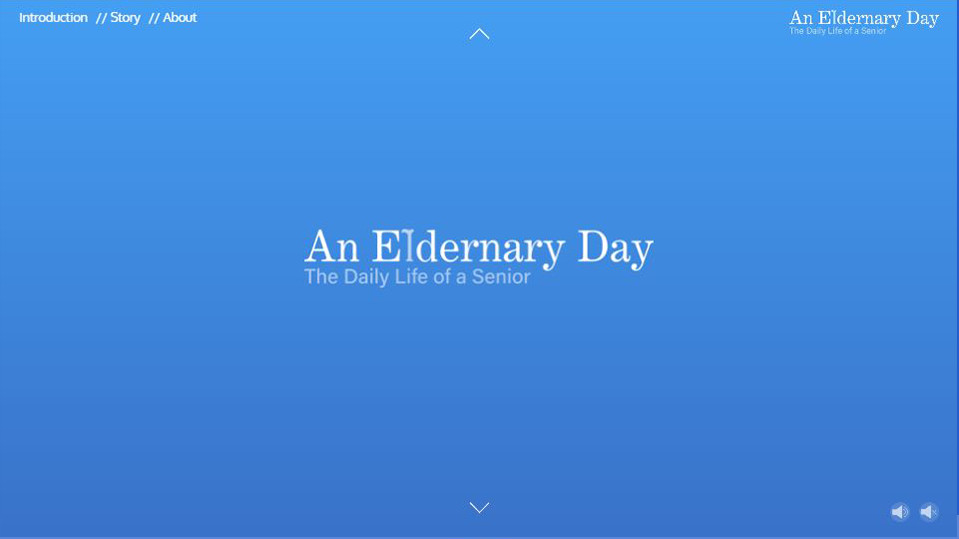 Introduction // Story // About
An Eldernary Day
The Daily Life of a Senior
An Eldernary Day
The Daily Life of a Senior